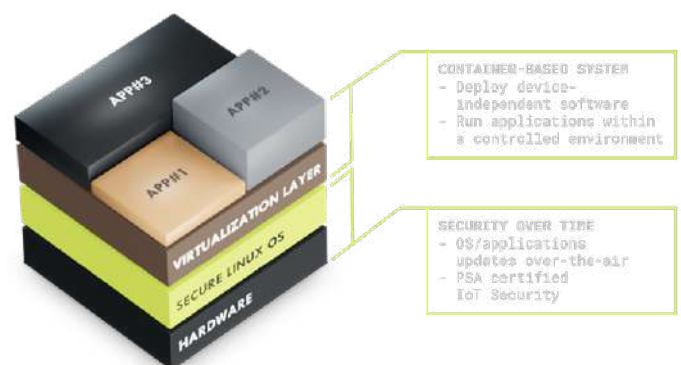 APP#3
APP#2
APP#1
VIRTUALIZATION LAYER
SECURE LINUX OS
HARDWARE
CONTAINER-BASED SYSTEM
- Deploy device-
independent software
- Run applications within
a controlled environment
SECURITY OVER TIME
- OS/applications
updates over-the-air
- PSA certified
IoT Security